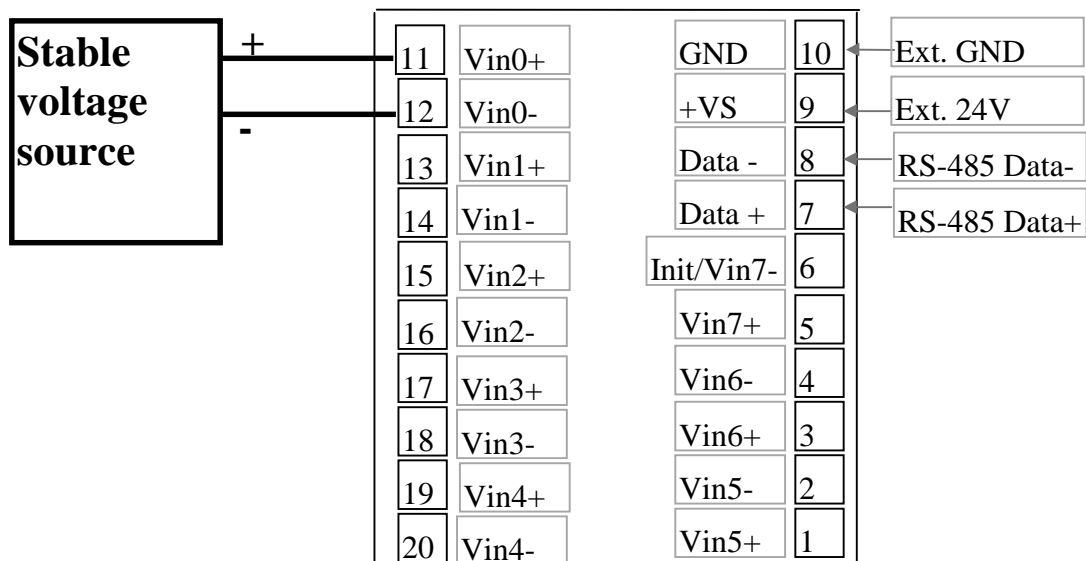 Stable
voltage
source
+
-
11 Vin0+
12 Vin0-
13 Vin1+
14 Vin1-
15 Vin2+
16 Vin2-
17 Vin3+
18 Vin3-
19 Vin4+
20 Vin4-
GND 10 Ext. GND
+VS 9 Ext. 24V
Data - 8 RS-485 Data-
Data + 7 RS-485 Data+
Init/Vin7- 6
Vin7+ 5
Vin6- 4
Vin6+ 3
Vin5- 2
Vin5+ 1